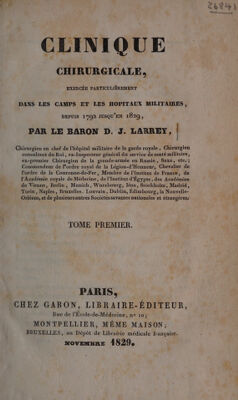 26841
CLINIQUE
CHIRURGICALE,
EXERCÉE PARTICULIÈREMENT
DANS LES CAMPS ET LES HOPITAUX MILITAIRES,
DEPUIS 1792 JUSQU'EN 1829,
PAR LE BARON D. J. LARREY,
Chirurgien en chef de l'hôpital militaire de la garde royale, Chirurgien
consultant du Roi, ex-Inspecteur général du service de santé militaire,
ex-premier Chirurgien de la grande-armée en Russie, Saxe, etc.;
Commandeur de l'ordre royal de la Légion-d'Honneur, Chevalier de
l'ordre de la Couronne-de-Fer, Membre de l'Institut de France, de
l'Académie royale de Médecine, de l'Institut d'Égypte, des Académies
de Vienne, Berlin, Munich, Wurtzbourg, Iéna, Stockholm, Madrid,
Turin, Naples, Bruxelles, Louvain, Dublin, Édimbourg, la Nouvelle-
Orléans, et de plusieurs autres Sociétés savantes nationales et étrangères.
TOME PREMIER.
PARIS,
CHEZ GABON, LIBRAIRE-ÉDITEUR,
Rue de l'École-de-Médecine, n° 10;
MONTPELLIER, MÊME MAISON;
BRUXELLES, au Dépôt de Librairie médicale française.
NOVEMBRE 1829.